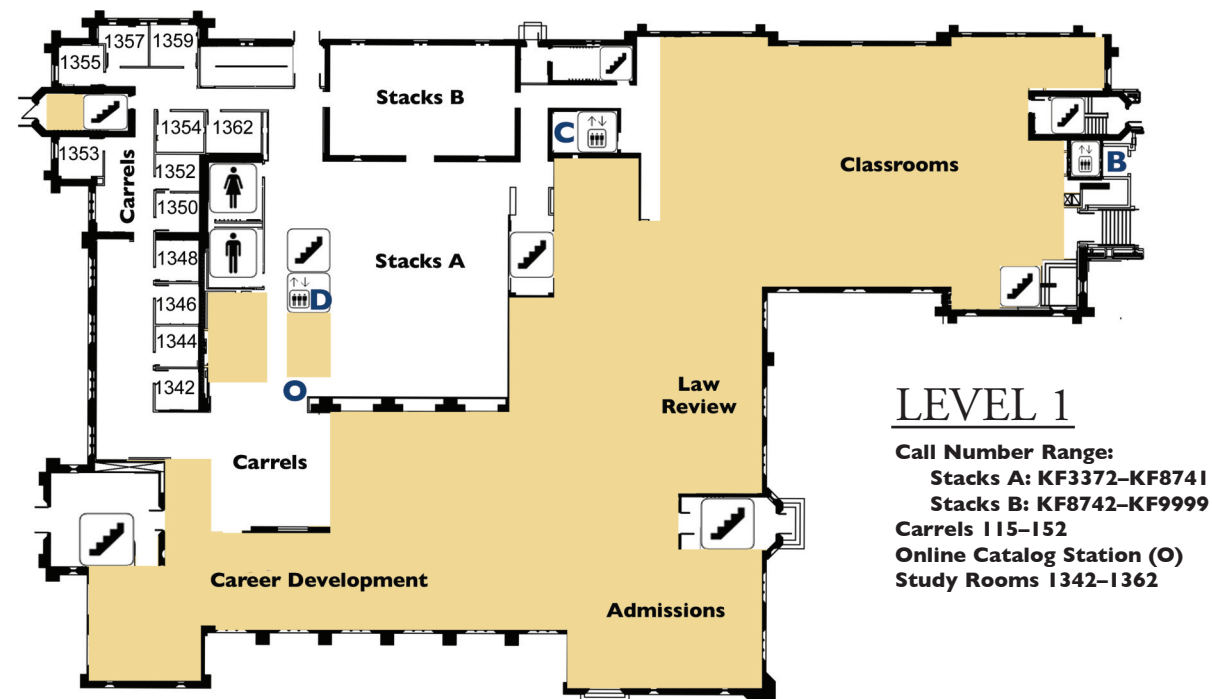 1357
1359
1355
Stacks B
1354
1362
C
1353
Carrels
1352
Classrooms
B
1350
1348
Stacks A
1346
D
1344
1342
O
Law
Review
LEVEL 1
Call Number Range:
Stacks A: KF3372–KF8741
Stacks B: KF8742–KF9999
Carrels 115–152
Online Catalog Station (O)
Study Rooms 1342–1362
Carrels
Career Development
Admissions